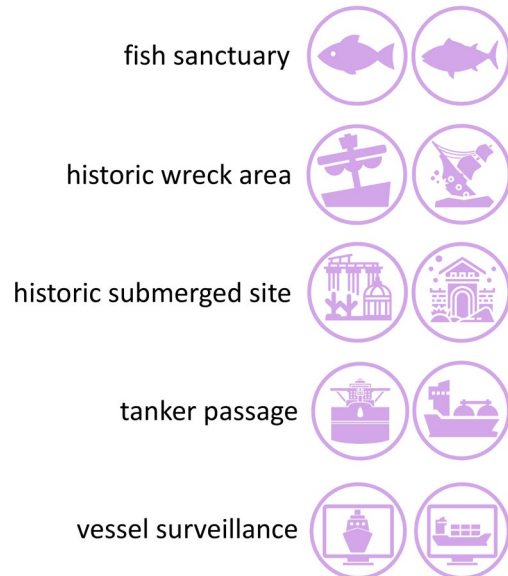 fish sanctuary
historic wreck area
historic submerged site
tanker passage
vessel surveillance